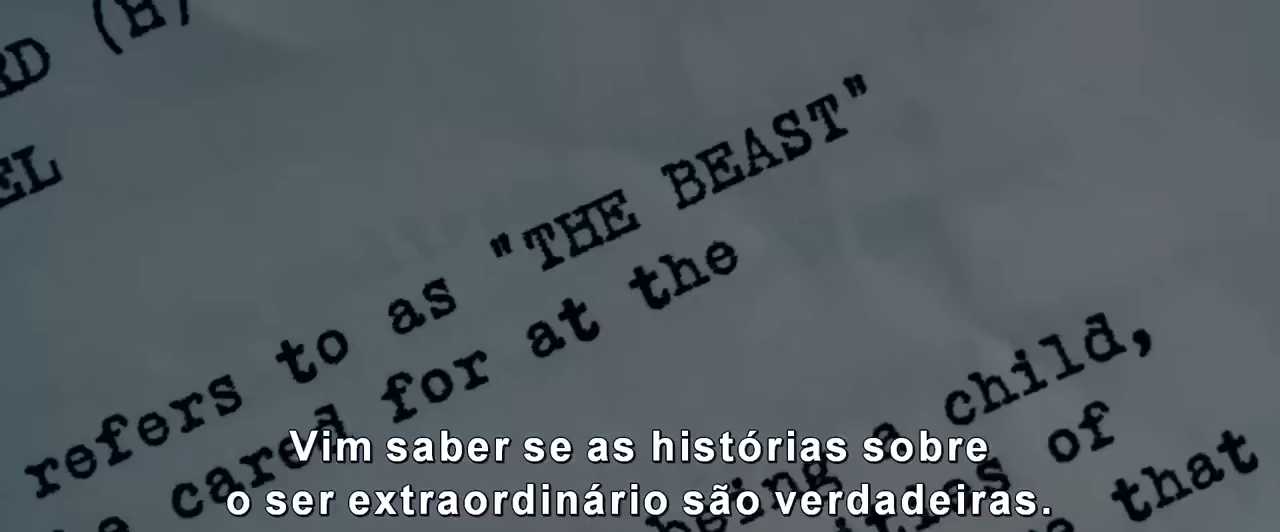 RD (H)
EL
refers to as "THE BEAST"
cared for at the
being a child,
of
that
Vim saber se as histórias sobre
o ser extraordinário são verdadeiras.